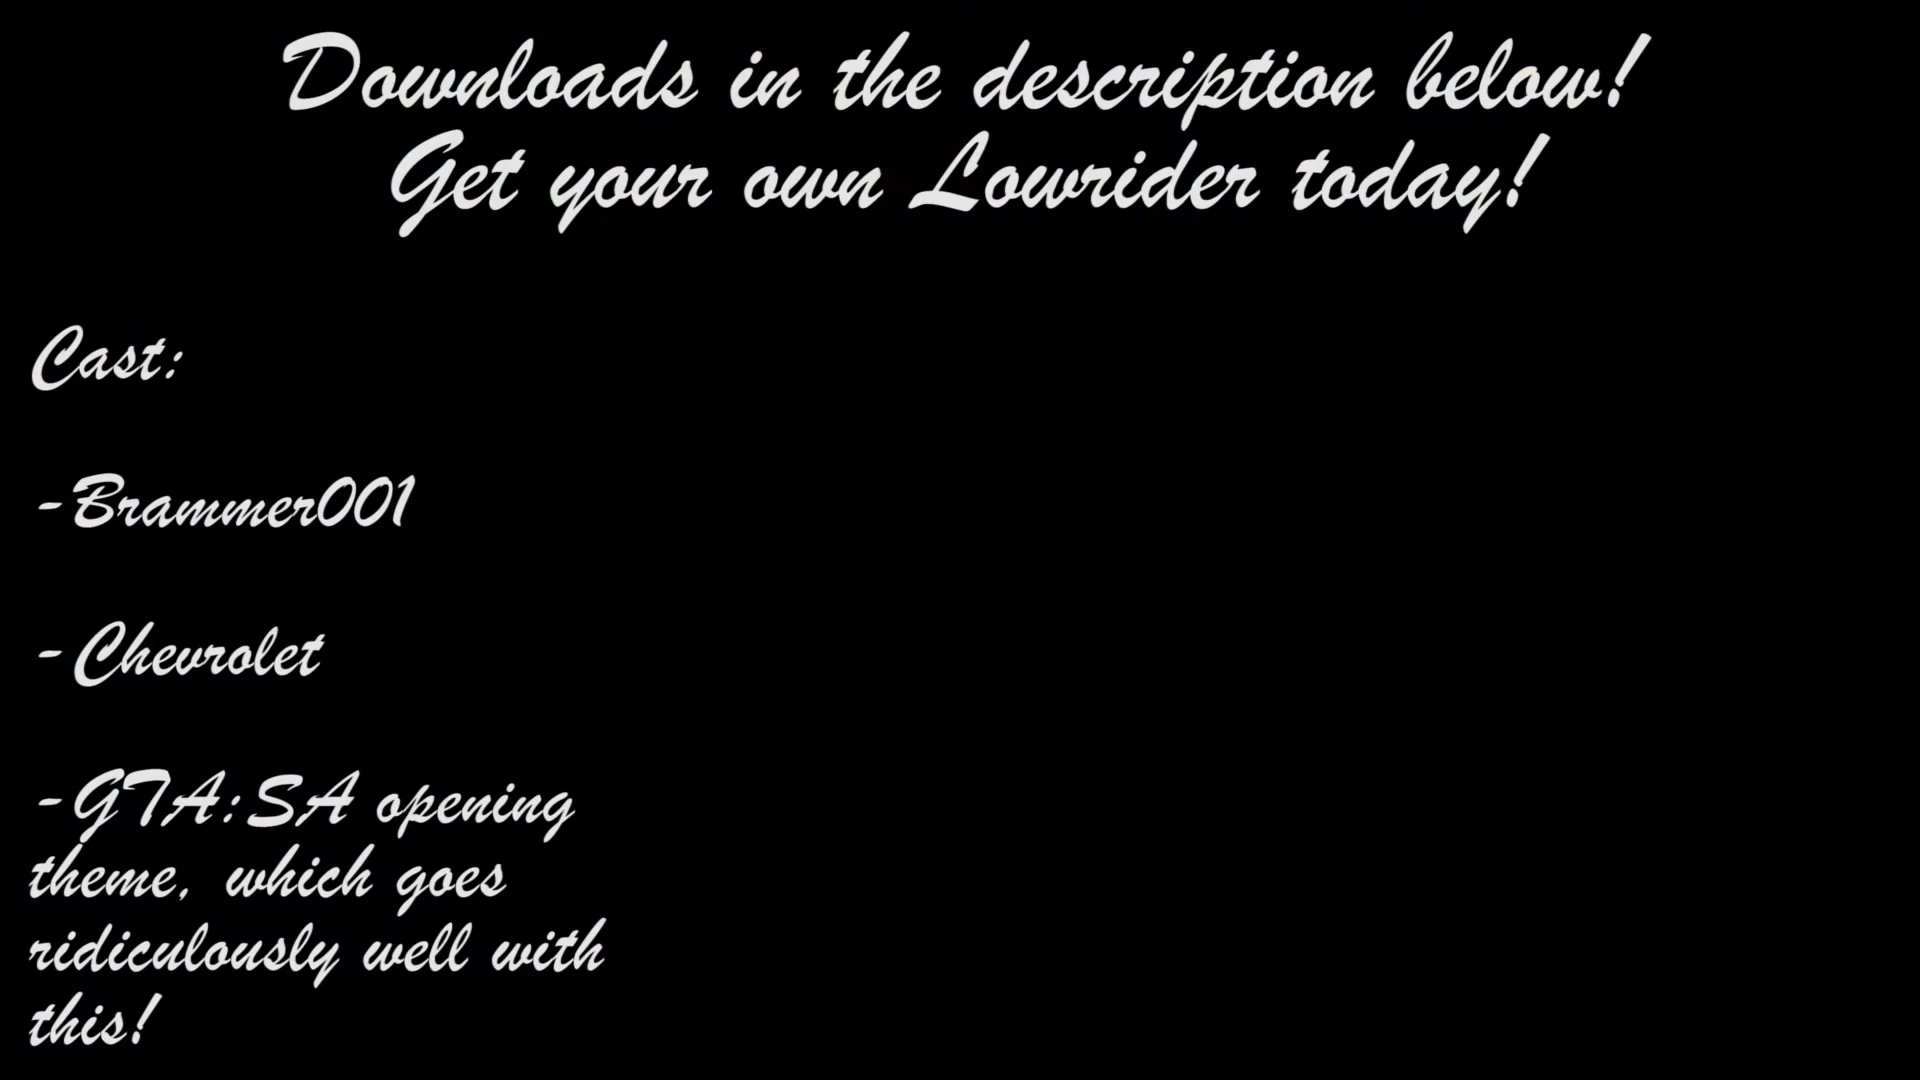 Downloads in the description below!
Get your own Lowrider today!
Cast:
-Brammer001
-Chevrolet
-GTA:SA opening
theme, which goes
ridiculously well with
this!